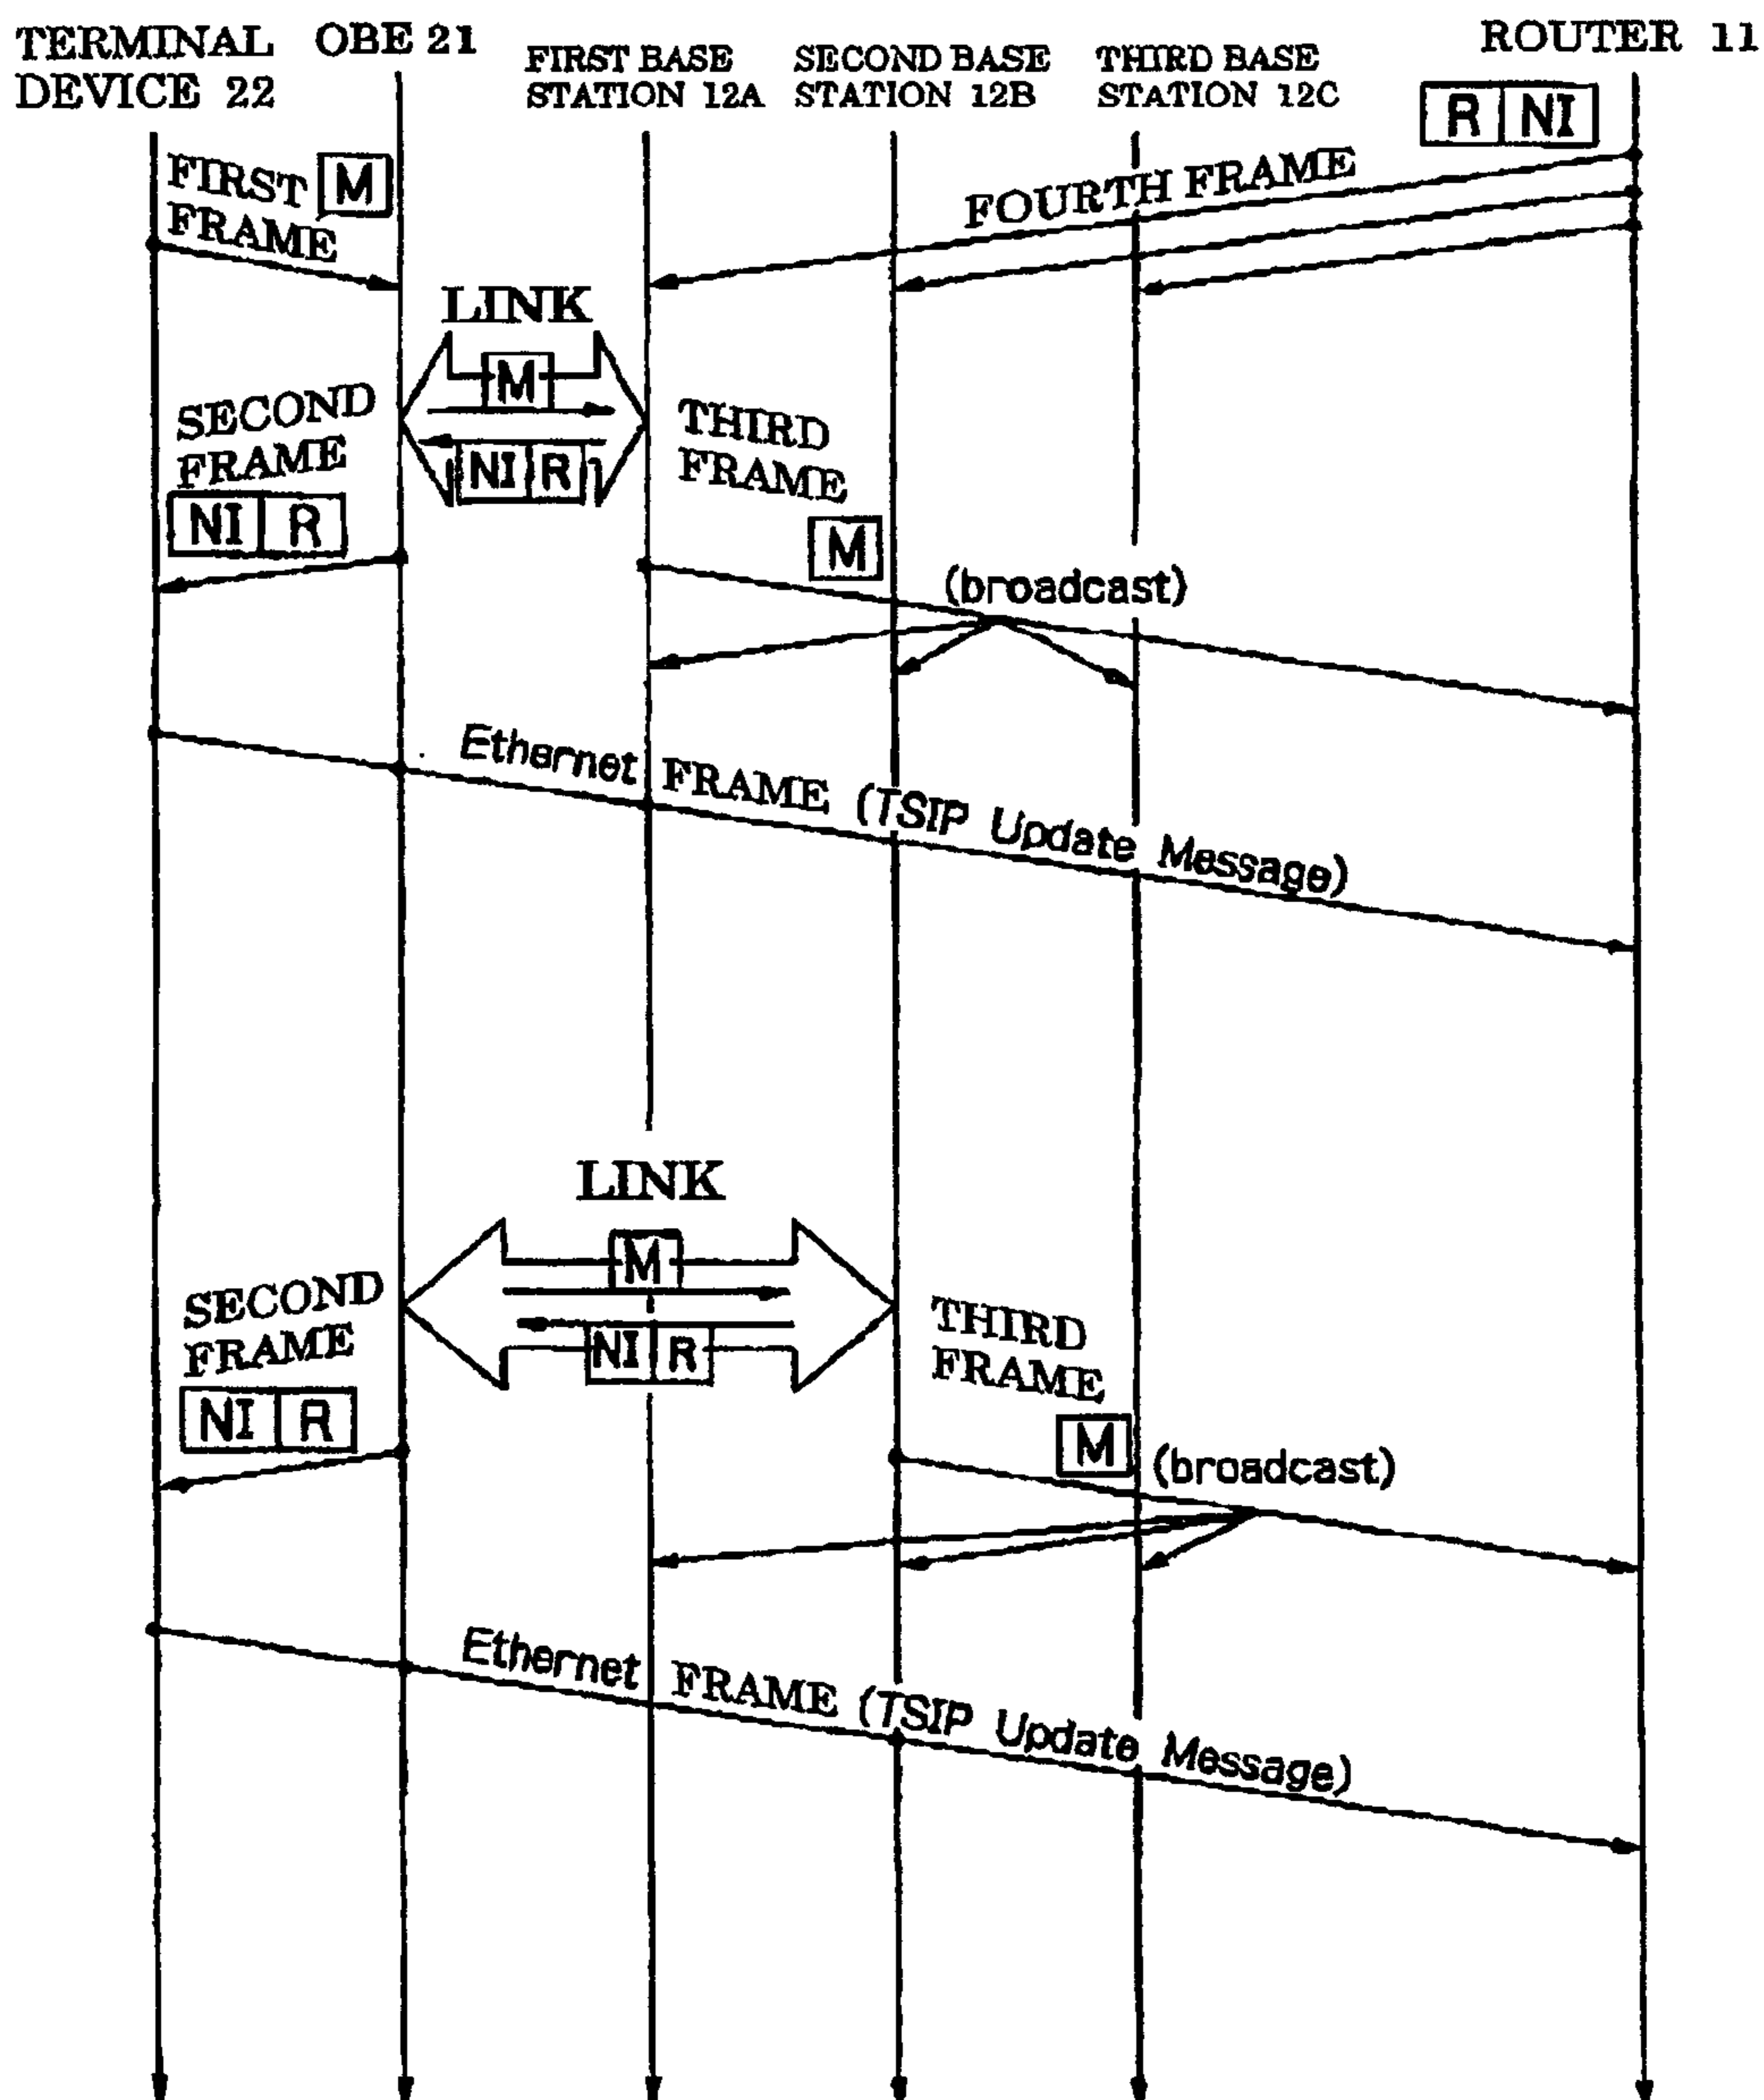 TERMINAL
DEVICE 22
OBE 21
FIRST BASE
STATION 12A
SECOND BASE
STATION 12B
THIRD BASE
STATION 12C
ROUTER 11
R NI
FIRST
FRAME
M
FOURTH FRAME
LINK
M
NI R
SECOND
FRAME
NI R
THIRD
FRAME
M
(broadcast)
Ethernet FRAME (TSIP Update Message)
LINK
M
NI R
SECOND
FRAME
NI R
THIRD
FRAME
M
(broadcast)
Ethernet FRAME (TSIP Update Message)